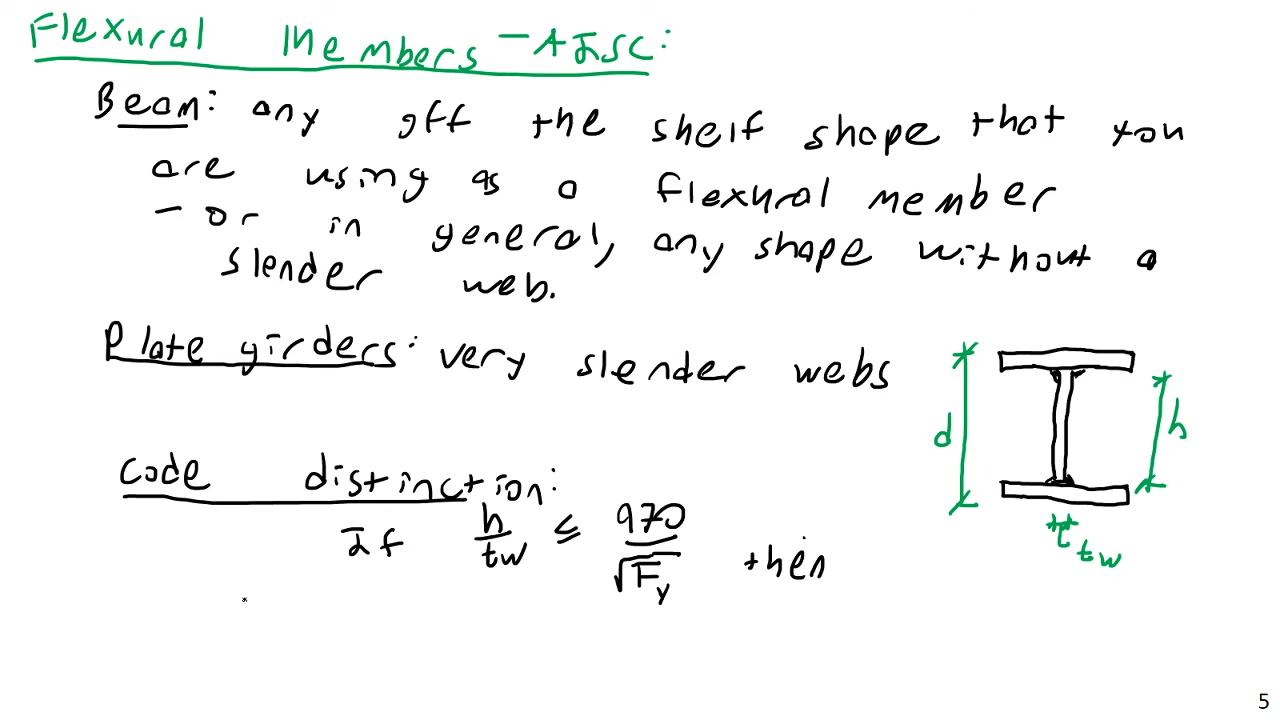 Flexural Members - AISC:
Beam: any off the shelf shape that you
are using as a flexural member
- or in general, any shape without a
slender web.
Plate girders: very slender webs
d
h
code distinction:
If h/tw ≤ 970/√Fy then
tw
5